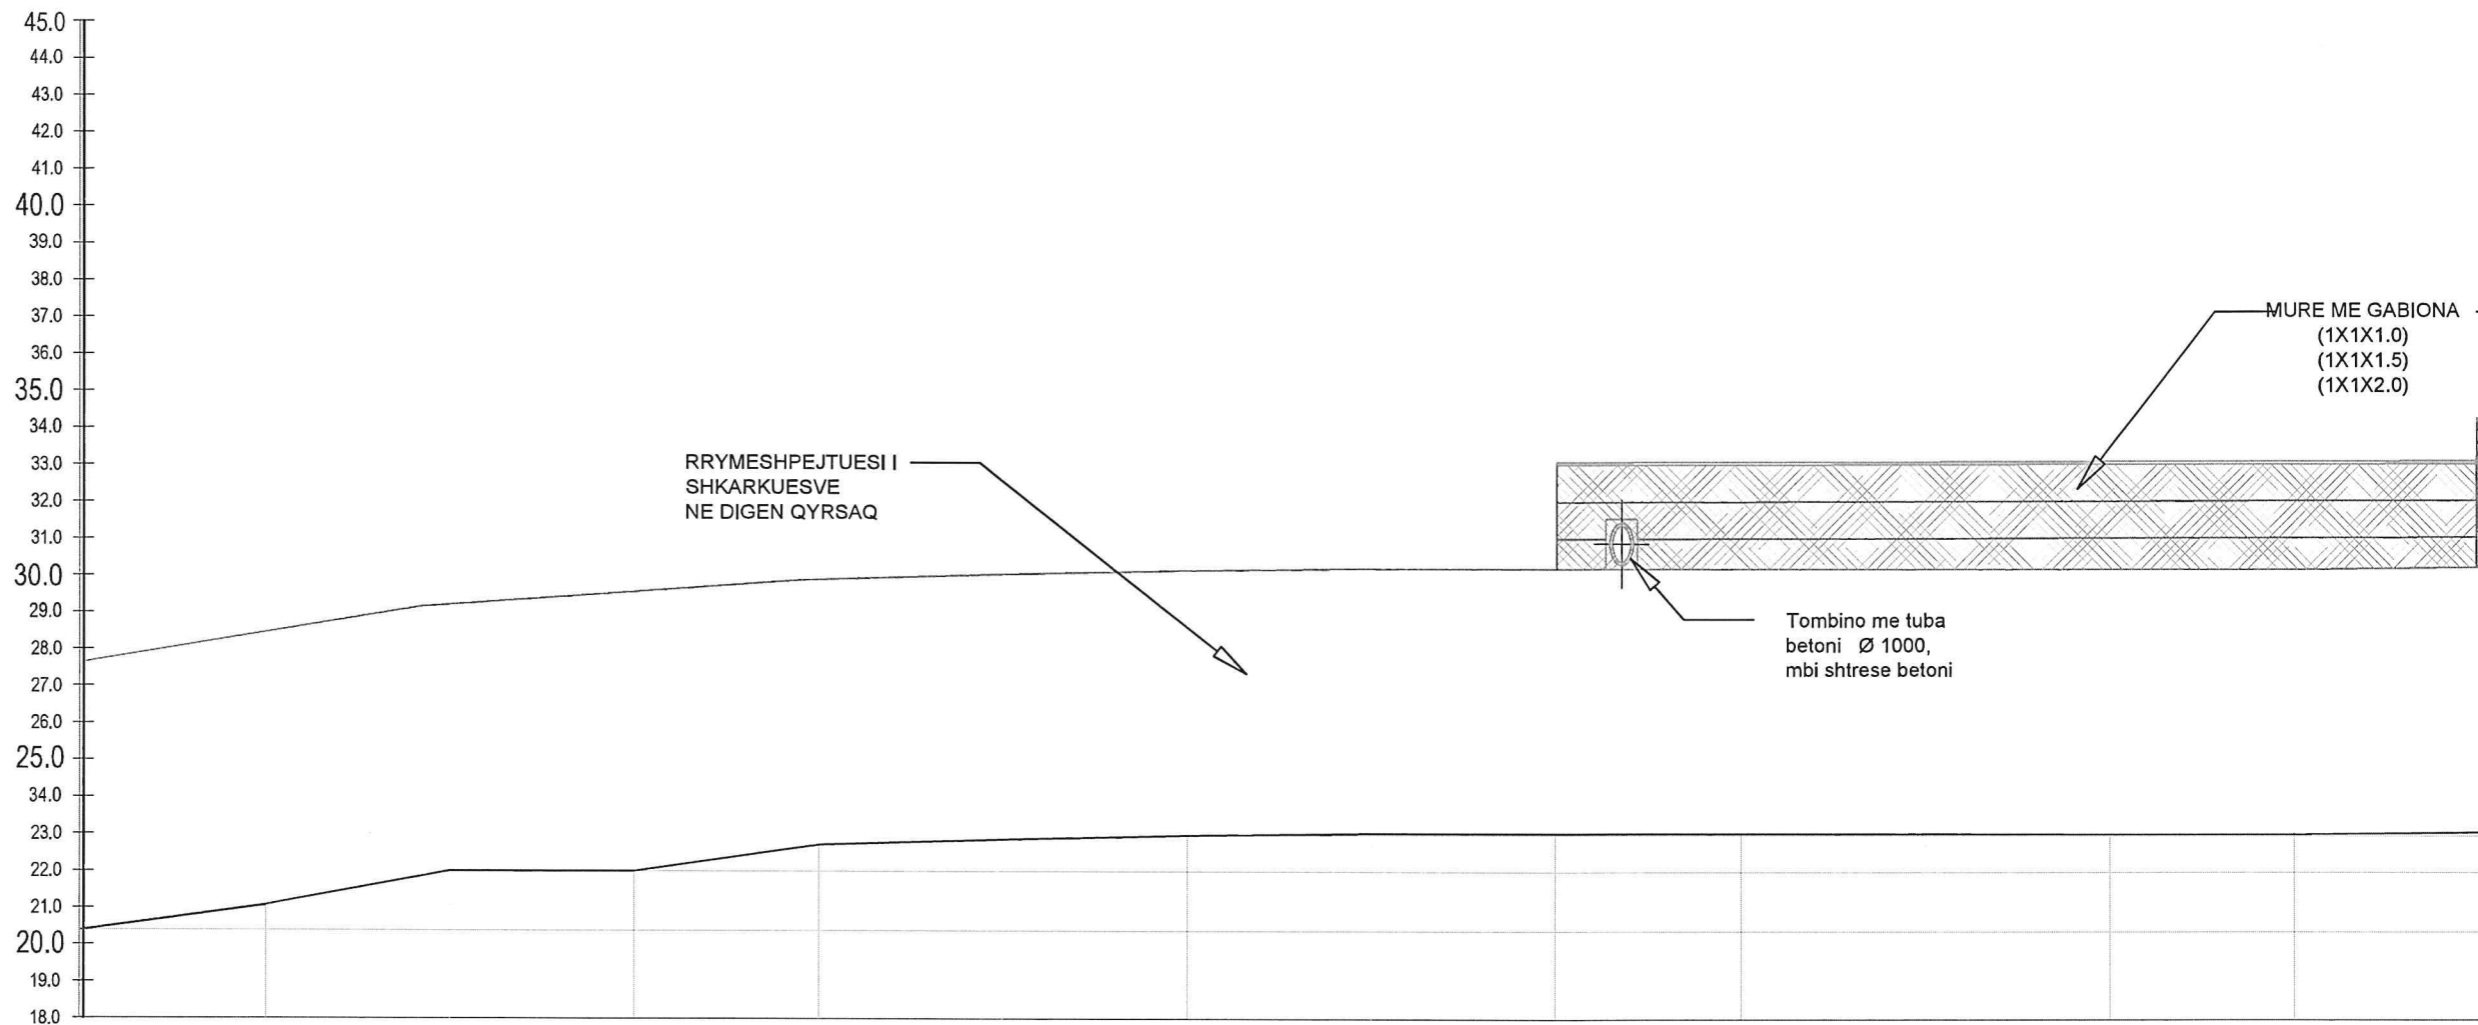 45.0
44.0
43.0
42.0
41.0
40.0
39.0
38.0
37.0
36.0
35.0
34.0
33.0
32.0
31.0
30.0
29.0
28.0
27.0
26.0
25.0
34.0
23.0
22.0
21.0
20.0
19.0
18.0
RRYMESHPEJTUESI I
SHKARKUESVE
NE DIGEN QYRSAQ
MURE ME GABIONA
(1X1X1.0)
(1X1X1.5)
(1X1X2.0)
Tombino me tuba
betoni Ø 1000,
mbi shtrese betoni